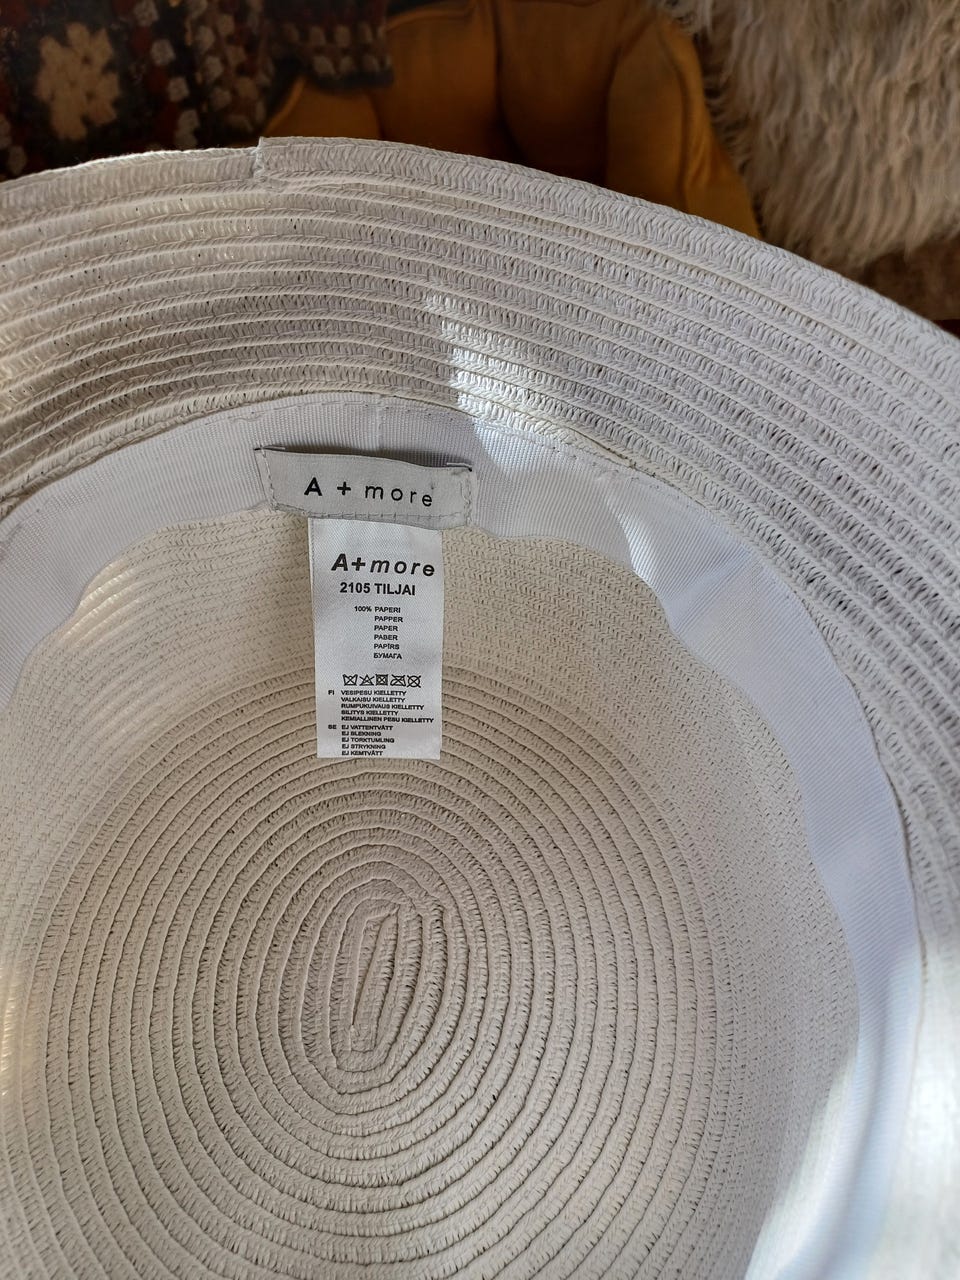 A + more
A+more
2105 TILJAI
100% PAPERI
PAPPER
PAPER
PABER
PAPĪRS
БУМАГА
FI VESIPESU KIELLETTY
VALKAISU KIELLETTY
RUMPUKUIVAUS KIELLETTY
SILITYS KIELLETTY
KEMIALLINEN PESU KIELLETTY
SE EJ VATTENTVÄTT
EJ BLEKNING
EJ TORKTUMLING
EJ STRYKNING
EJ KEMTVÄTT